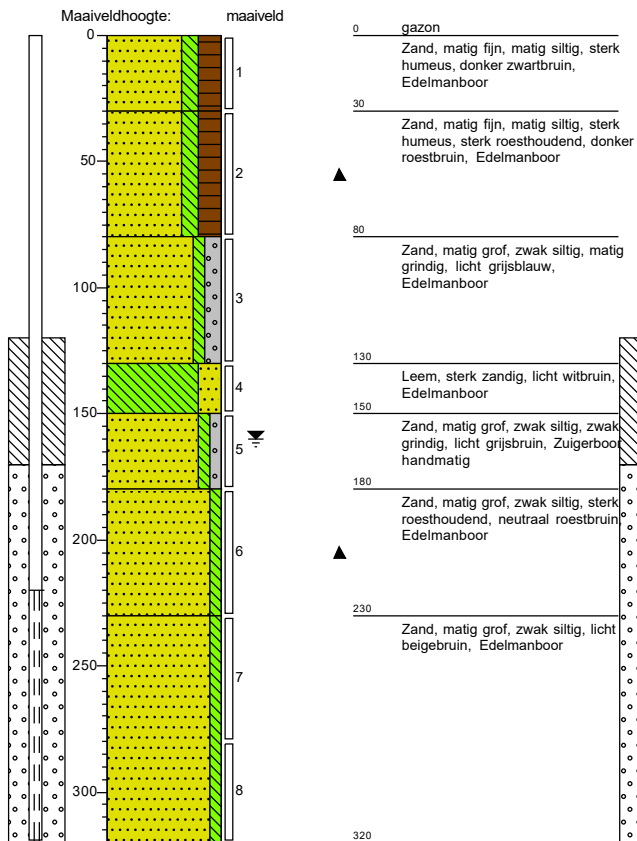 Maaiveldhoogte: maaiveld
0
50
100
150
200
250
300
1
2
3
4
5
6
7
8
0 gazon
Zand, matig fijn, matig siltig, sterk
humeus, donker zwartbruin,
Edelmanboor
30
Zand, matig fijn, matig siltig, sterk
humeus, sterk roesthoudend, donker
roestbruin, Edelmanboor
80
Zand, matig grof, zwak siltig, matig
grindig, licht grijsblauw,
Edelmanboor
130
Leem, sterk zandig, licht witbruin,
Edelmanboor
150
Zand, matig grof, zwak siltig, zwak
grindig, licht grijsbruin, Zuigerboor
handmatig
180
Zand, matig grof, zwak siltig, sterk
roesthoudend, neutraal roestbruin,
Edelmanboor
230
Zand, matig grof, zwak siltig, licht
beigebruin, Edelmanboor
320